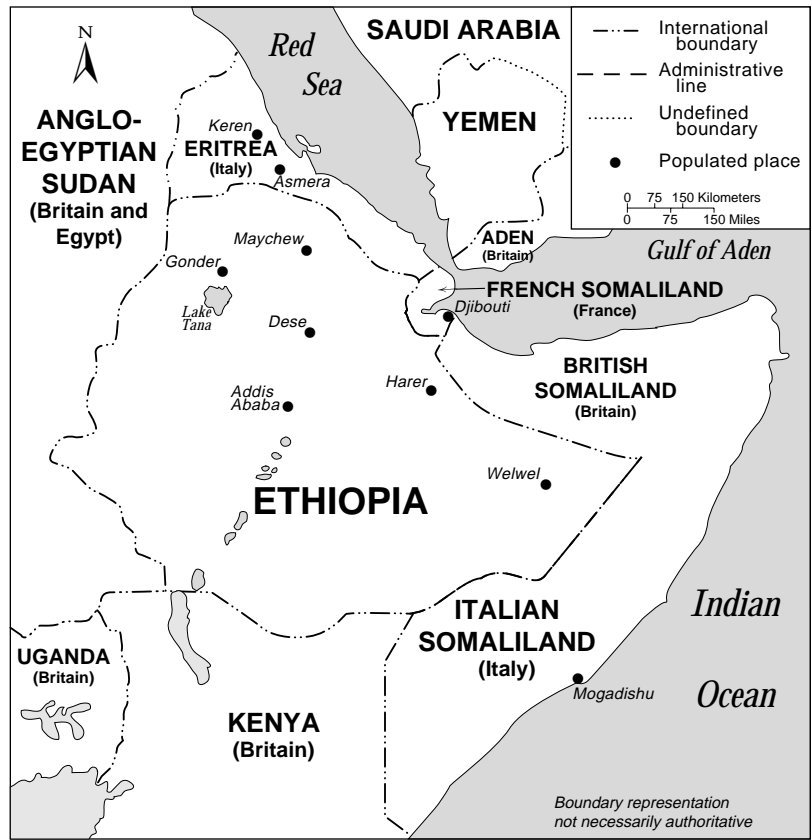 N
Red
Sea
SAUDI ARABIA
International
boundary
Administrative
line
Undefined
boundary
Populated place
0 75 150 Kilometers
0 75 150 Miles
ANGLO-
EGYPTIAN
SUDAN
(Britain and
Egypt)
Keren
ERITREA
(Italy)
Asmera
YEMEN
ADEN
(Britain)
Gulf of Aden
Maychew
Gonder
Lake
Tana
FRENCH SOMALILAND
(France)
Djibouti
Dese
BRITISH
SOMALILAND
(Britain)
Addis
Ababa
Harer
Welwel
ETHIOPIA
ITALIAN
SOMALILAND
(Italy)
Indian
Ocean
UGANDA
(Britain)
Mogadishu
KENYA
(Britain)
Boundary representation
not necessarily authoritative